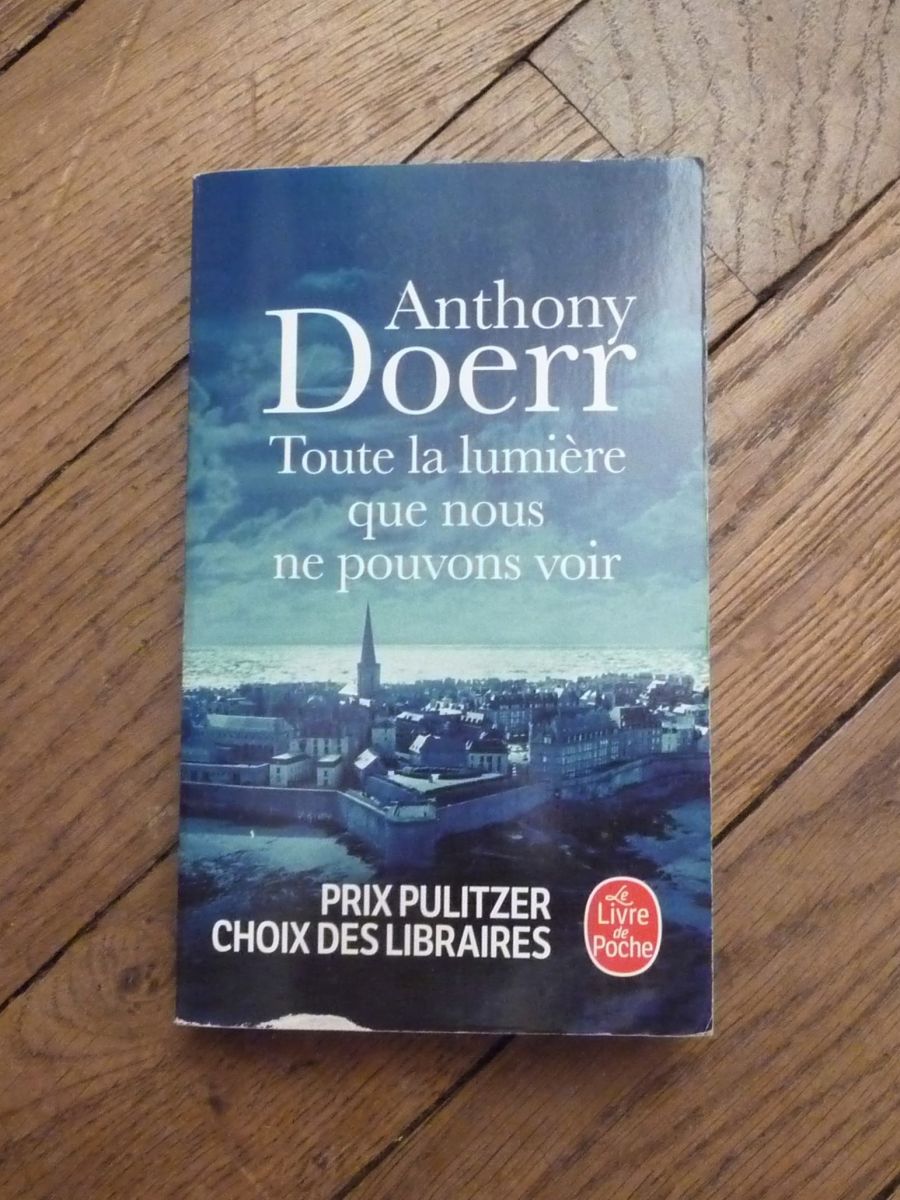 Anthony
Doerr
Toute la lumière
que nous
ne pouvons voir
PRIX PULITZER
CHOIX DES LIBRAIRES
Le
Livre
de
Poche